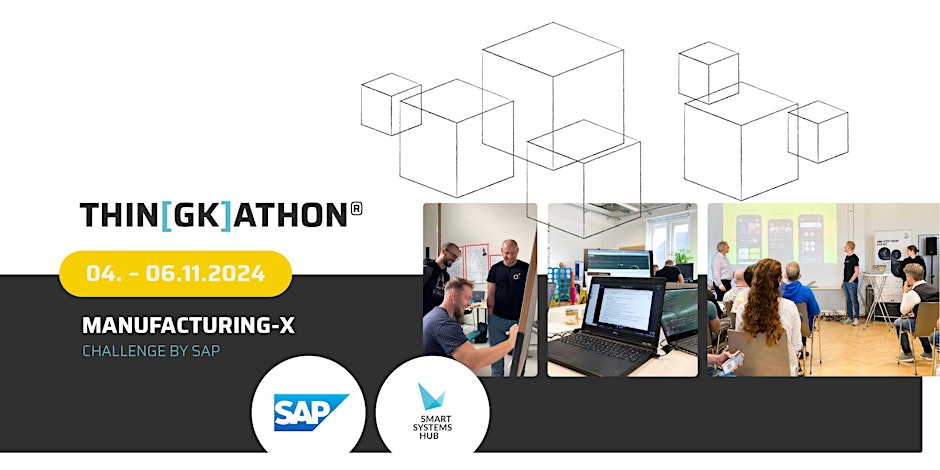 THIN[GK]ATHON®
04. – 06.11.2024
MANUFACTURING-X
CHALLENGE BY SAP
SAP
SMART
SYSTEMS
HUB